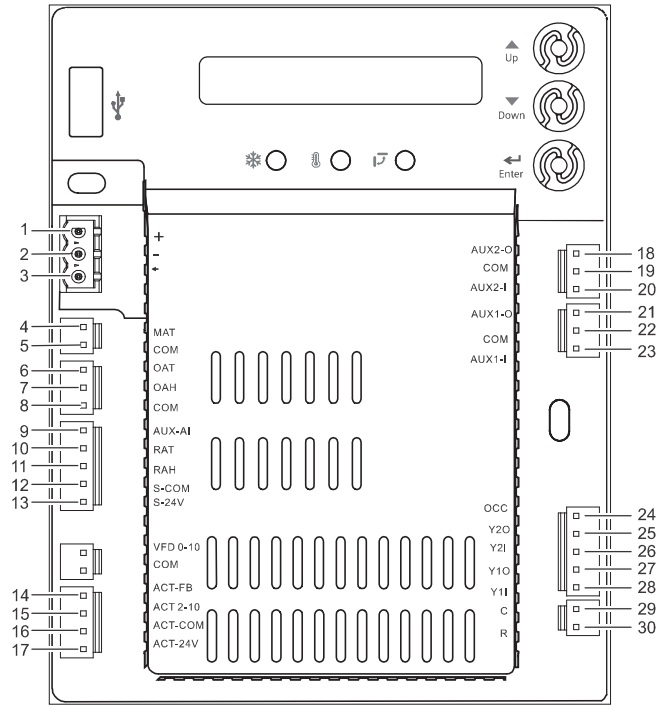 Up
Down
Enter
1
2
3
4
5
6
7
8
9
10
11
12
13
14
15
16
17
+
-
MAT
COM
OAT
OAH
COM
AUX-AI
RAT
RAH
S-COM
S-24V
VFD 0-10
COM
ACT-FB
ACT 2-10
ACT-COM
ACT-24V
AUX2-O
COM
AUX2-I
AUX1-O
COM
AUX1-I
OCC
Y2O
Y2I
Y1O
Y1I
C
R
18
19
20
21
22
23
24
25
26
27
28
29
30